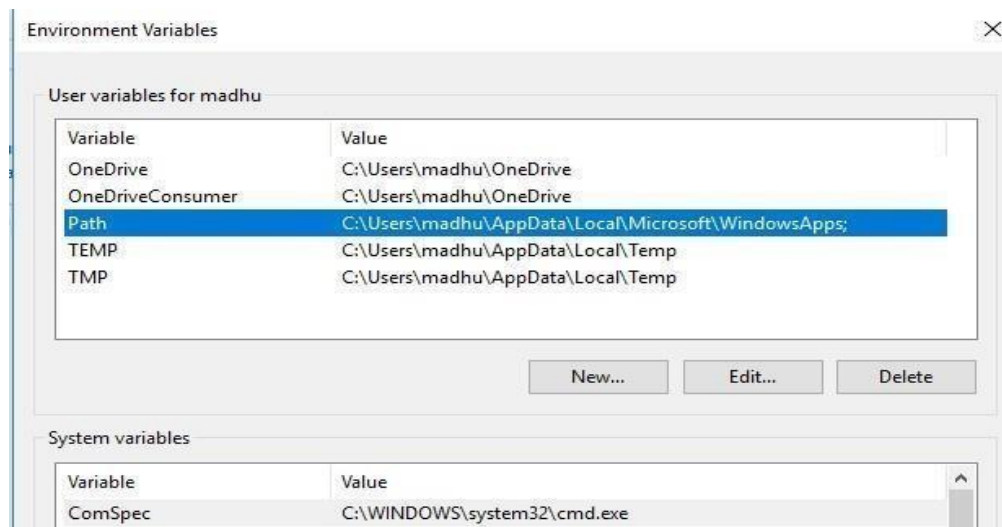 Environment Variables
User variables for madhu
Variable Value
OneDrive C:\Users\madhu\OneDrive
OneDriveConsumer C:\Users\madhu\OneDrive
Path C:\Users\madhu\AppData\Local\Microsoft\WindowsApps;
TEMP C:\Users\madhu\AppData\Local\Temp
TMP C:\Users\madhu\AppData\Local\Temp
New... Edit... Delete
System variables
Variable Value
ComSpec C:\WINDOWS\system32\cmd.exe